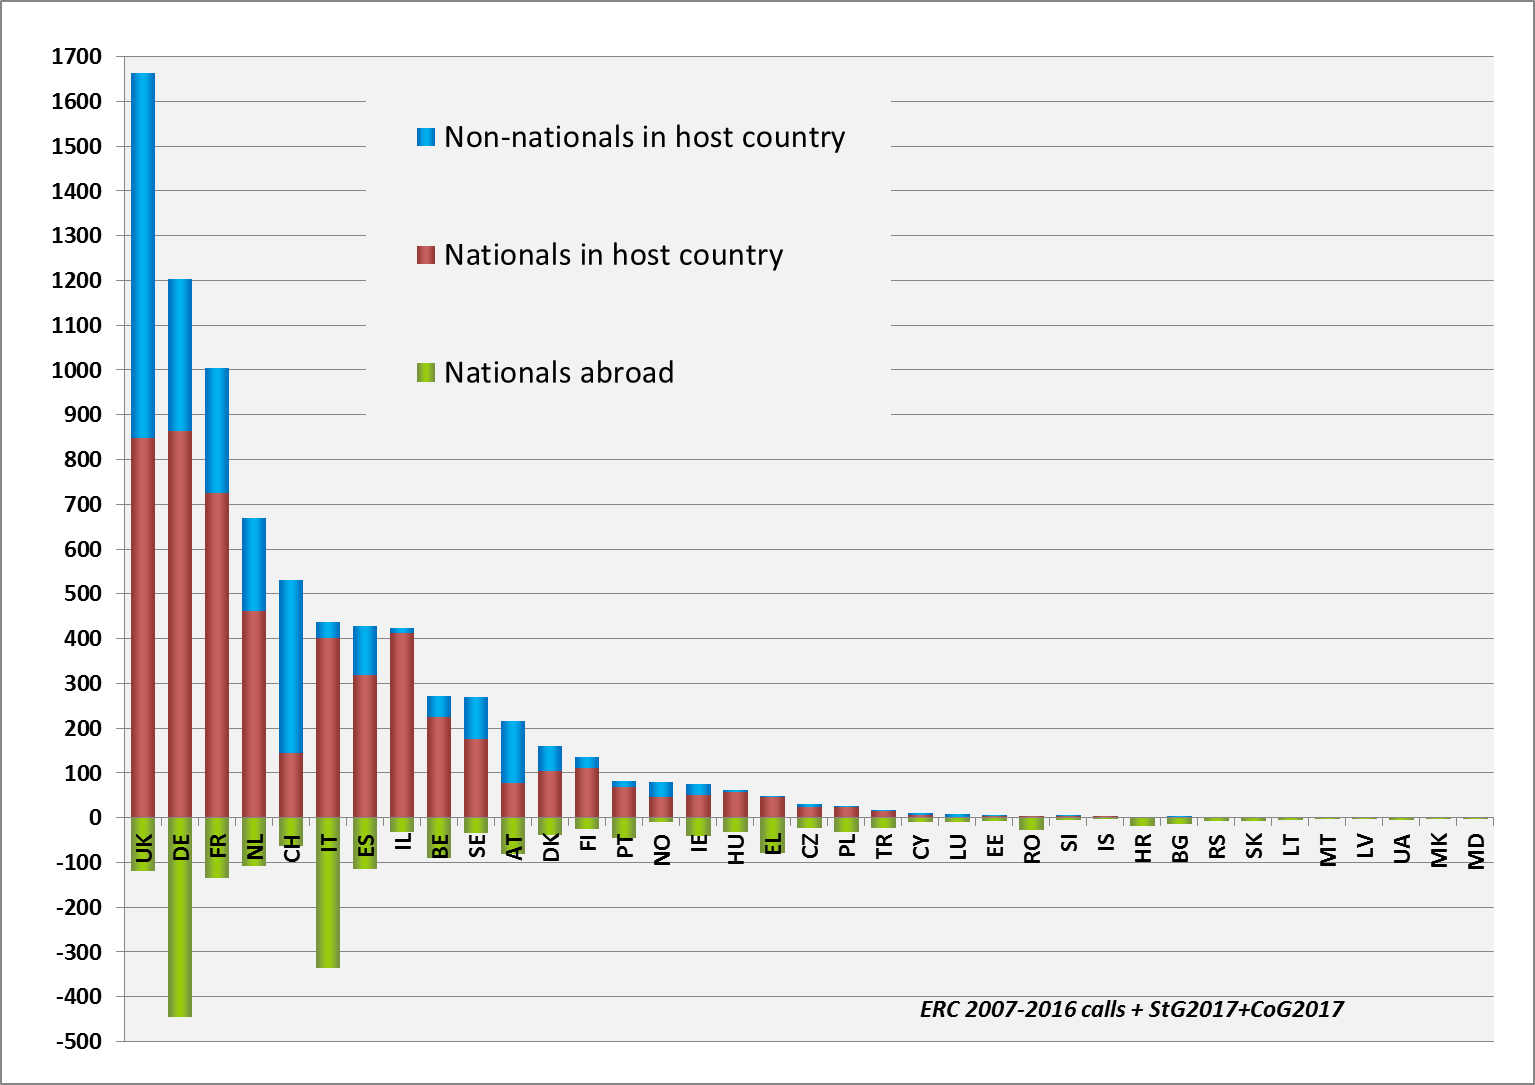 1700
1600
1500
1400
1300
1200
1100
1000
900
800
700
600
500
400
300
200
100
0
-100
-200
-300
-400
-500
Non-nationals in host country
Nationals in host country
Nationals abroad
UK
DE
FR
NL
CH
IT
ES
IL
BE
SE
AT
DK
FI
PT
NO
IE
HU
EL
CZ
PL
TR
CY
LU
EE
RO
SI
IS
HR
BG
RS
SK
LT
MT
LV
UA
MK
MD
ERC 2007-2016 calls + StG2017+CoG2017